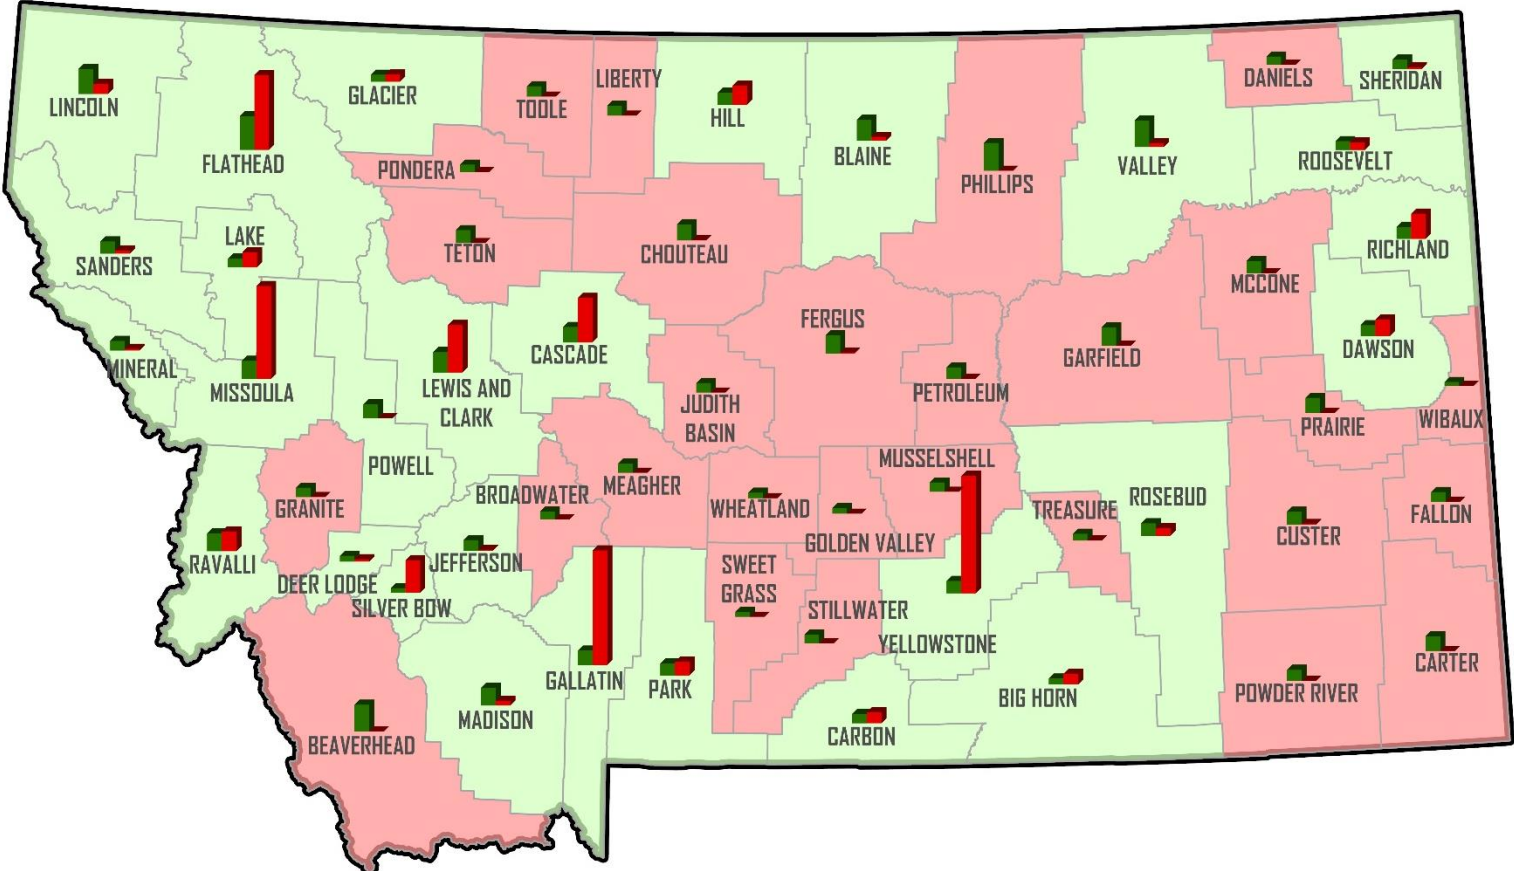 LINCOLN
FLATHEAD
GLACIER
TOOLE
LIBERTY
HILL
BLAINE
PHILLIPS
VALLEY
DANIELS
SHERIDAN
ROOSEVELT
PONDERA
SANDERS
LAKE
TETON
CHOUTEAU
MCCONE
RICHLAND
MINERAL
MISSOULA
LEWIS AND
CLARK
CASCADE
FERGUS
JUDITH
BASIN
PETROLEUM
GARFIELD
DAWSON
PRAIRIE
WIBAUX
POWELL
GRANITE
BROADWATER
MEAGHER
WHEATLAND
MUSSELSHELL
GOLDEN VALLEY
TREASURE
ROSEBUD
CUSTER
FALLON
RAVALLI
DEER LODGE
SILVER BOW
JEFFERSON
SWEET
GRASS
STILLWATER
YELLOWSTONE
BEAVERHEAD
MADISON
GALLATIN
PARK
CARBON
BIG HORN
POWDER RIVER
CARTER